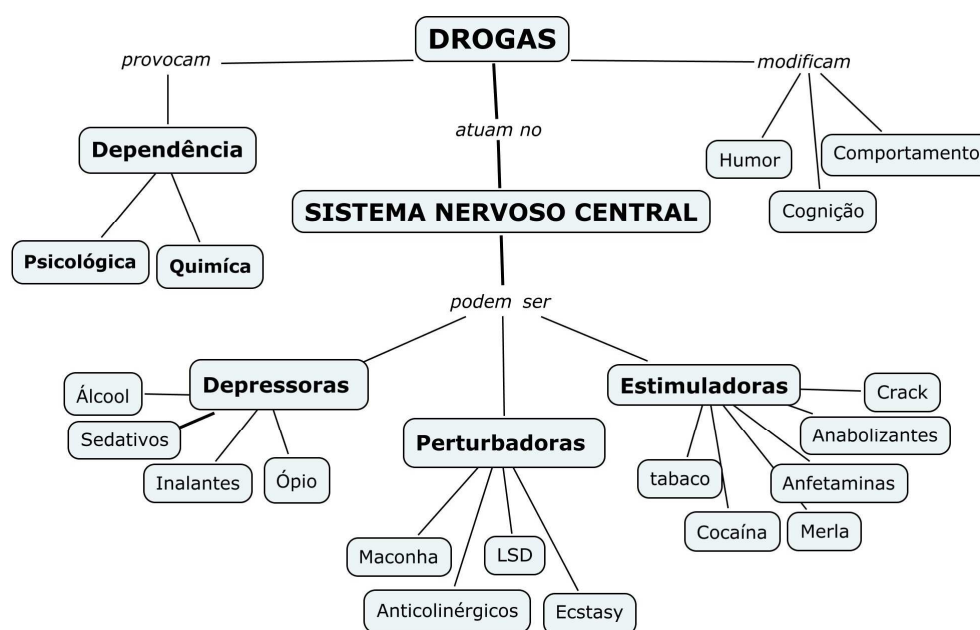 DROGAS
provocam
modificam
atuam no
Dependência
Humor
Comportamento
Cognição
SISTEMA NERVOSO CENTRAL
Psicológica
Quimíca
podem ser
Depressoras
Álcool
Sedativos
Inalantes
Ópio
Perturbadoras
Maconha
LSD
Anticolinérgicos
Ecstasy
Estimuladoras
Crack
Anabolizantes
tabaco
Anfetaminas
Cocaína
Merla